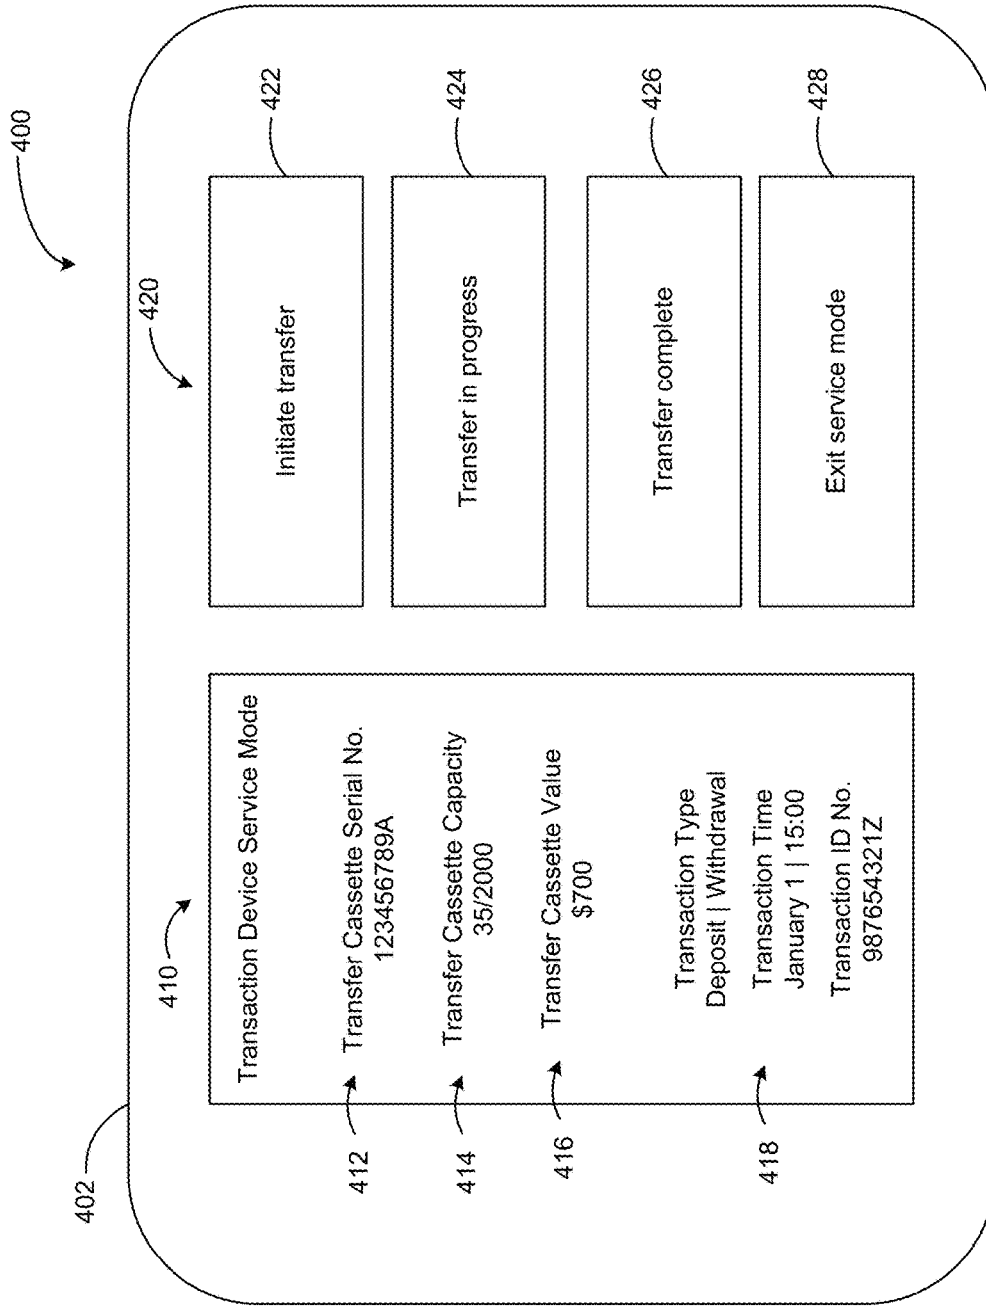 400
402
410
Transaction Device Service Mode
412
Transfer Cassette Serial No.
123456789A
414
Transfer Cassette Capacity
35/2000
416
Transfer Cassette Value
$700
418
Transaction Type
Deposit | Withdrawal
Transaction Time
January 1 | 15:00
Transaction ID No.
987654321Z
420
Initiate transfer
422
Transfer in progress
424
Transfer complete
426
Exit service mode
428